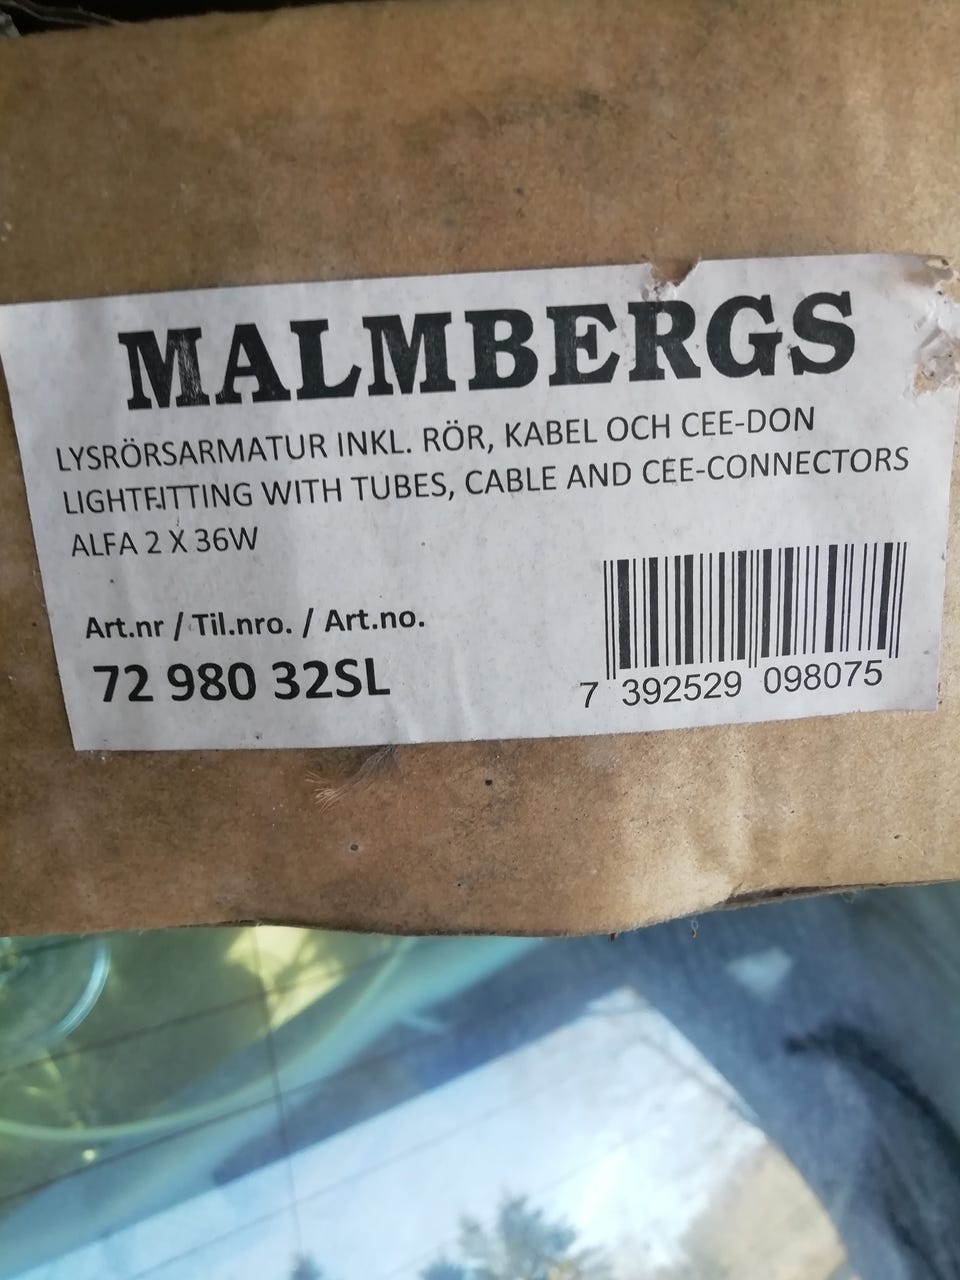 MALMBERGS
LYSRÖRSARMATUR INKL. RÖR, KABEL OCH CEE-DON
LIGHTFITTING WITH TUBES, CABLE AND CEE-CONNECTORS
ALFA 2 X 36W
Art.nr / Til.nro. / Art.no.
72 980 32SL
7 392529 098075